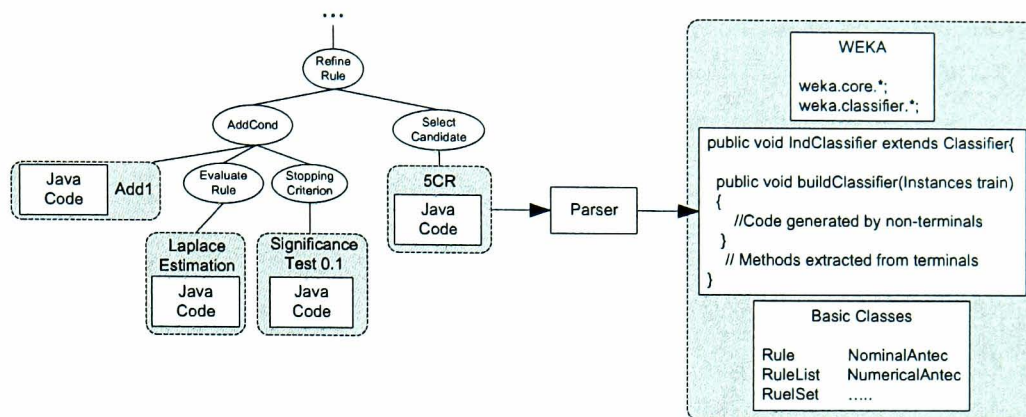 ...
Refine
Rule
AddCond
Select
Candidate
Java
Code
Add1
Evaluate
Rule
Stopping
Criterion
5CR
Java
Code
Laplace
Estimation
Java
Code
Significance
Test 0.1
Java
Code
Parser
WEKA
weka.core.*;
weka.classifier.*;
public void IndClassifier extends Classifier{
public void buildClassifier(Instances train)
{
//Code generated by non-terminals
}
// Methods extracted from terminals
}
Basic Classes
Rule NominalAntec
RuleList NumericalAntec
RuelSet .....